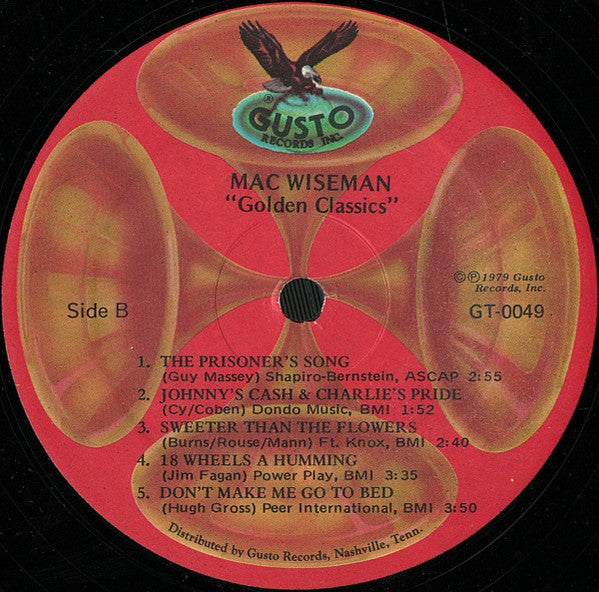 ®
GUSTO
RECORDS INC.
MAC WISEMAN
"Golden Classics"
©Ⓟ1979 Gusto
Records, Inc.
Side B
GT-0049
1. THE PRISONER'S SONG
(Guy Massey) Shapiro-Bernstein, ASCAP 2:55
2. JOHNNY'S CASH & CHARLIE'S PRIDE
(Cy/Coben) Dondo Music, BMI 1:52
3. SWEETER THAN THE FLOWERS
(Burns/Rouse/Mann) Ft. Knox, BMI 2:40
4. 18 WHEELS A HUMMING
(Jim Fagan) Power Play, BMI 3:35
5. DON'T MAKE ME GO TO BED
(Hugh Gross) Peer International, BMI 3:50
Distributed by Gusto Records, Nashville, Tenn.